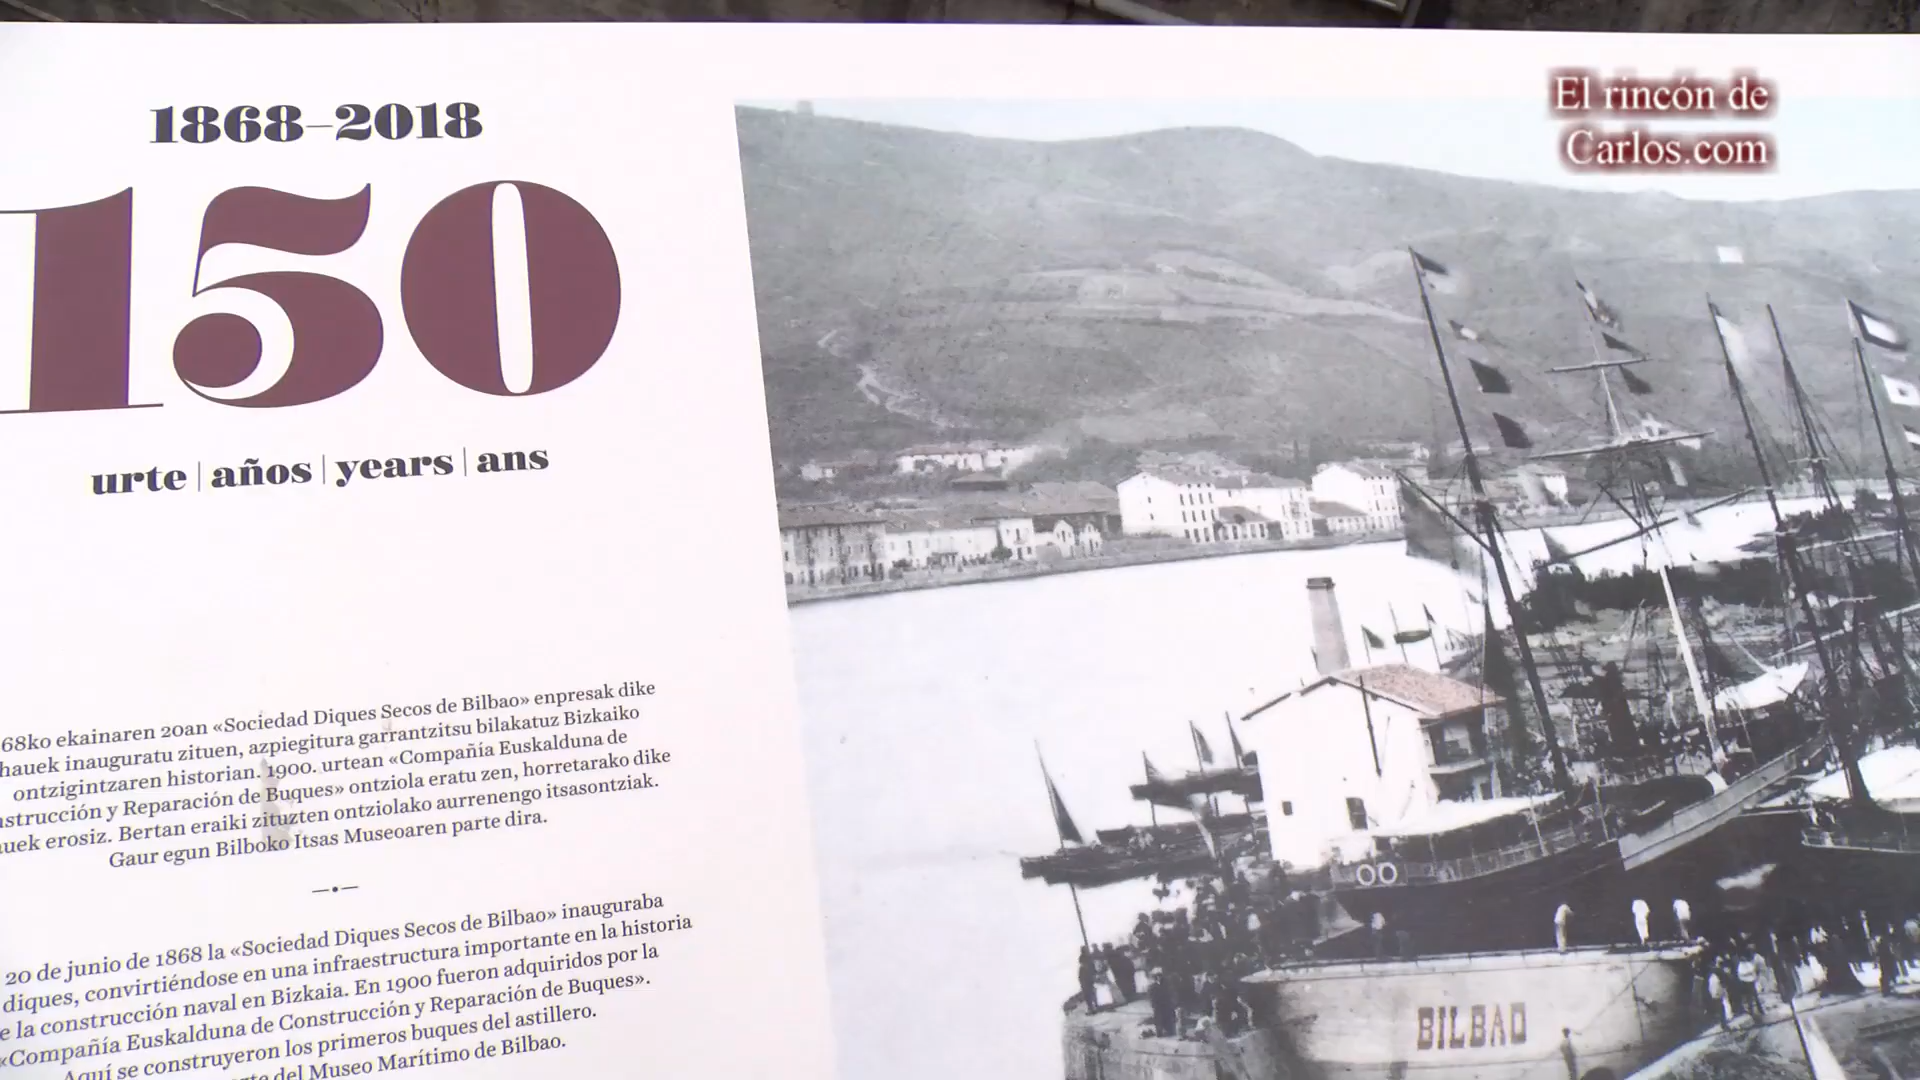 1868–2018
150
urte | años | years | ans
68ko ekainaren 20an «Sociedad Diques Secos de Bilbao» enpresak dike
hauek inauguratu zituen, azpiegitura garrantzitsu bilakatuz Bizkaiko
ontzigintzaren historian. 1900. urtean «Compañía Euskalduna de
nstrucción y Reparación de Buques» ontziola eratu zen, horretarako dike
auek erosiz. Bertan eraiki zituzten ontziolako aurrenengo itsasontziak.
Gaur egun Bilboko Itsas Museoaren parte dira.
20 de junio de 1868 la «Sociedad Diques Secos de Bilbao» inauguraba
diques, convirtiéndose en una infraestructura importante en la historia
e la construcción naval en Bizkaia. En 1900 fueron adquiridos por la
«Compañía Euskalduna de Construcción y Reparación de Buques».
Aquí se construyeron los primeros buques del astillero.
del Museo Marítimo de Bilbao.
El rincón de
Carlos.com
BILBAO